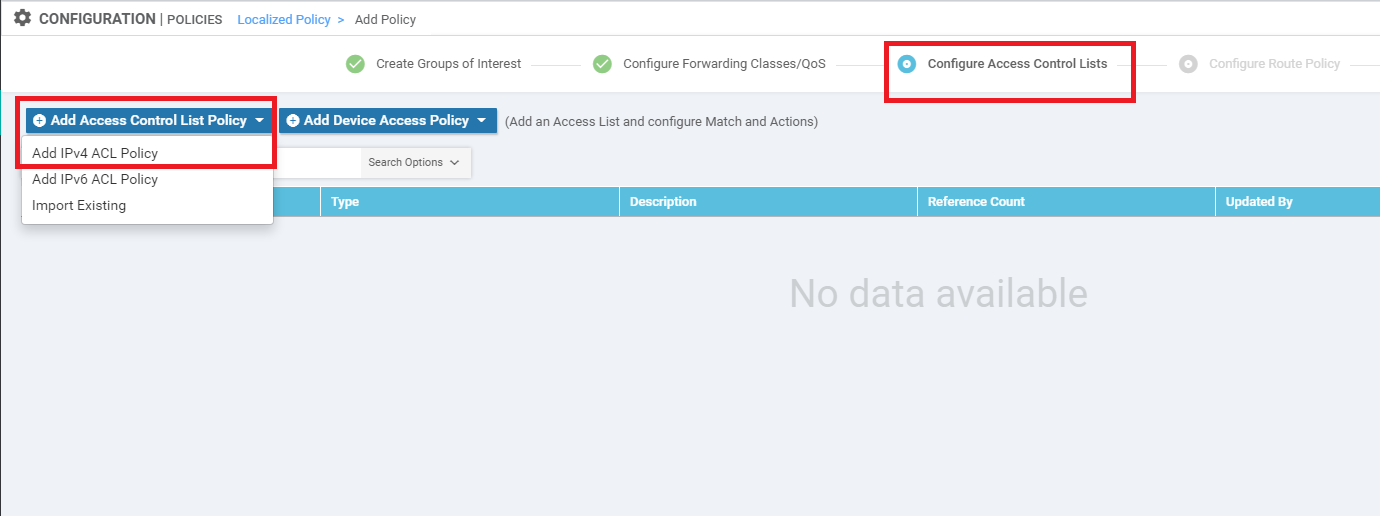 CONFIGURATION | POLICIES Localized Policy > Add Policy
Create Groups of Interest Configure Forwarding Classes/QoS Configure Access Control Lists Configure Route Policy
Add Access Control List Policy Add Device Access Policy (Add an Access List and configure Match and Actions)
Add IPv4 ACL Policy
Search Options
Add IPv6 ACL Policy
Import Existing
Type Description Reference Count Updated By
No data available